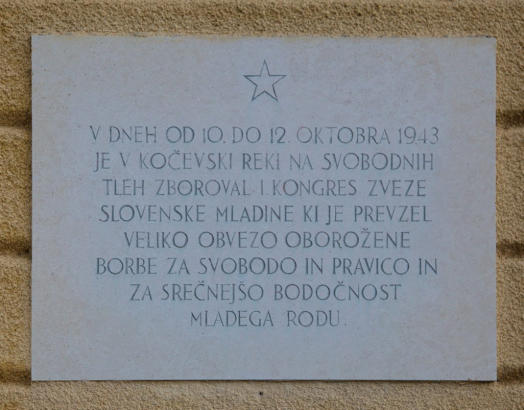 V DNEH OD 10. DO 12. OKTOBRA 1943
JE V KOČEVSKI REKI NA SVOBODNIH
TLEH ZBOROVAL I KONGRES ZVEZE
SLOVENSKE MLADINE KI JE PREVZEL
VELIKO OBVEZO OBOROŽENE
BORBE ZA SVOBODO IN PRAVICO IN
ZA SREČNEJŠO BODOČNOST
MLADEGA RODU.